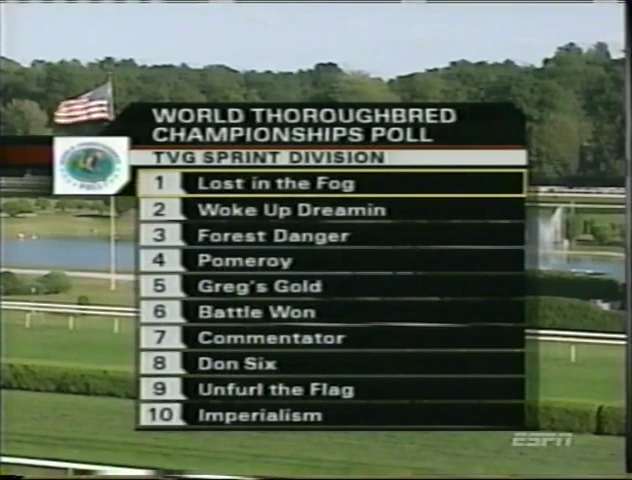 WORLD THOROUGHBRED
CHAMPIONSHIPS POLL
TVG SPRINT DIVISION
1 Lost in the Fog
2 Woke Up Dreamin
3 Forest Danger
4 Pomeroy
5 Greg's Gold
6 Battle Won
7 Commentator
8 Don Six
9 Unfurl the Flag
10 Imperialism
ESPN